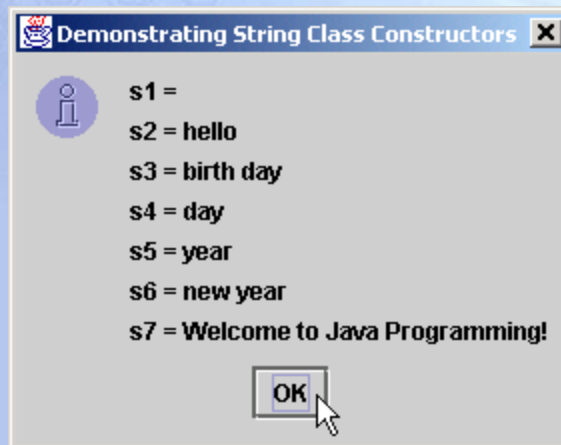 Demonstrating String Class Constructors
s1 =
s2 = hello
s3 = birth day
s4 = day
s5 = year
s6 = new year
s7 = Welcome to Java Programming!
OK